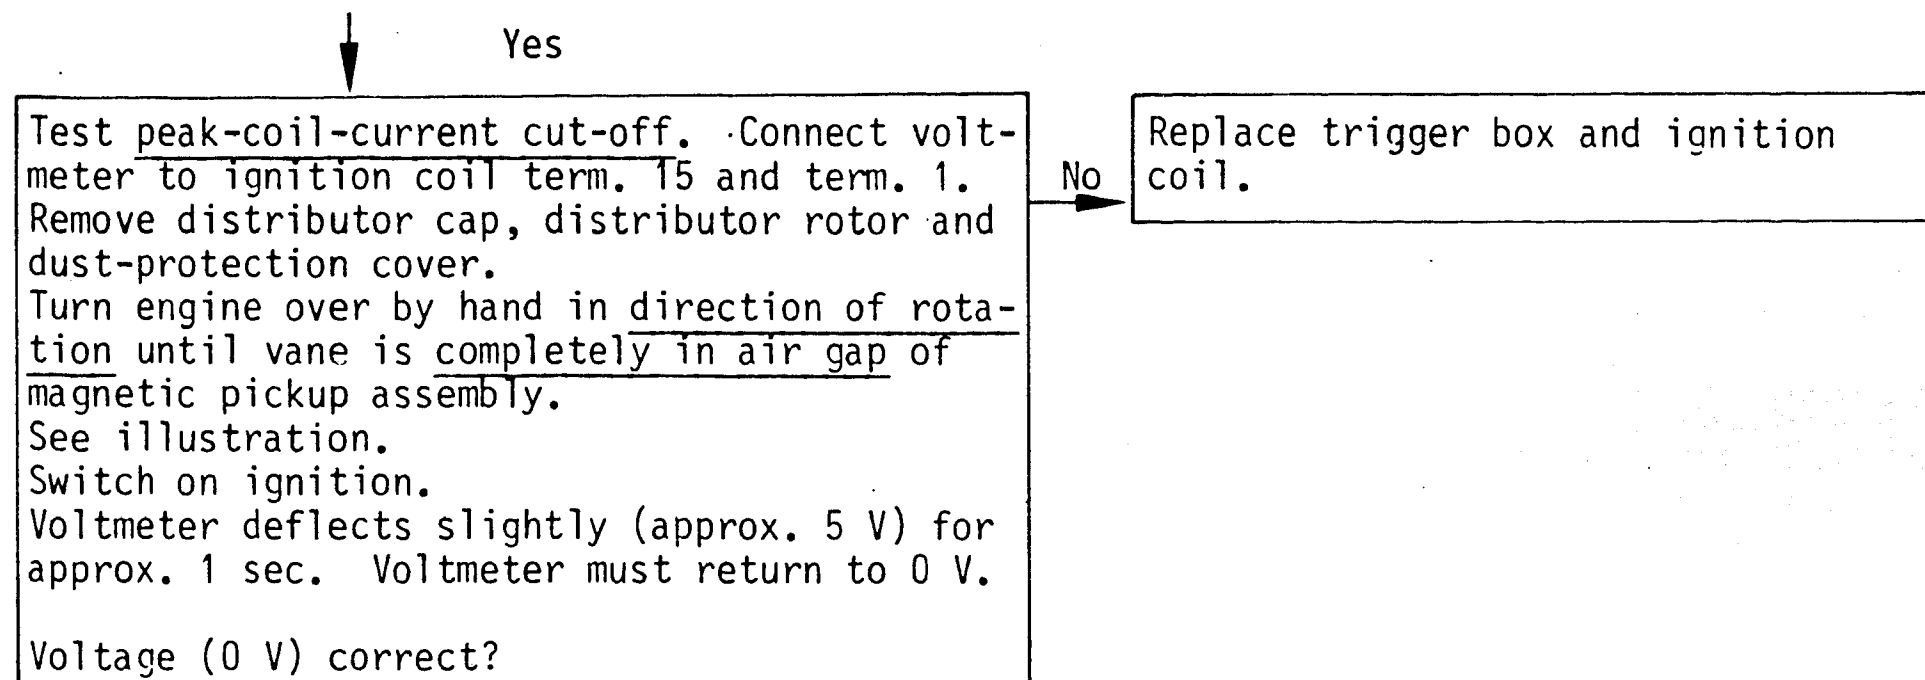 Yes
Test peak-coil-current cut-off. Connect volt-
meter to ignition coil term. 15 and term. 1.
Remove distributor cap, distributor rotor and
dust-protection cover.
Turn engine over by hand in direction of rota-
tion until vane is completely in air gap of
magnetic pickup assembly.
See illustration.
Switch on ignition.
Voltmeter deflects slightly (approx. 5 V) for
approx. 1 sec. Voltmeter must return to 0 V.
Voltage (0 V) correct?
No
Replace trigger box and ignition
coil.